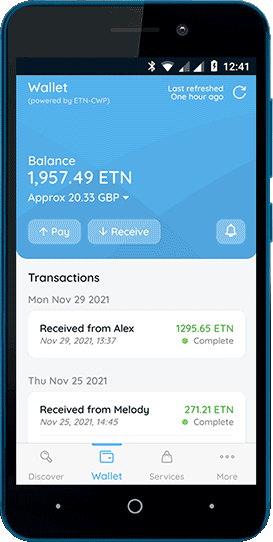 12:41
Wallet
(powered by ETN-CWP)
Last refreshed
One hour ago
Balance
1,957.49 ETN
Approx 20.33 GBP
Pay
Receive
Transactions
Mon Nov 29 2021
Received from Alex
1295.65 ETN
Nov 29, 2021, 13:37
Complete
Thu Nov 25 2021
Received from Melody
271.21 ETN
Nov 25, 2021, 14:45
Complete
Discover
Wallet
Services
More